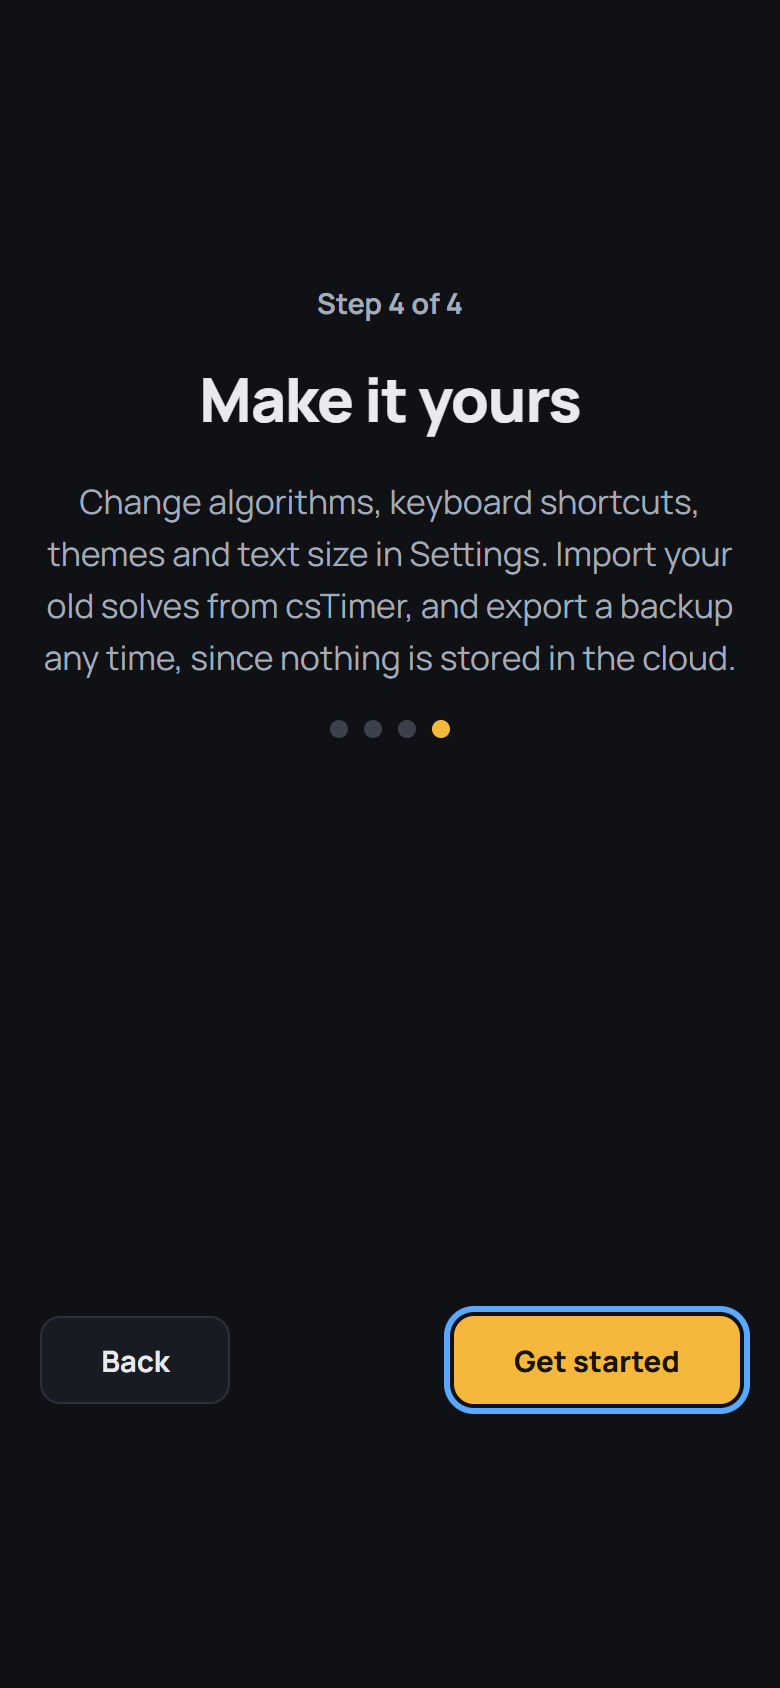 Step 4 of 4
Make it yours
Change algorithms, keyboard shortcuts,
themes and text size in Settings. Import your
old solves from csTimer, and export a backup
any time, since nothing is stored in the cloud.
Back
Get started